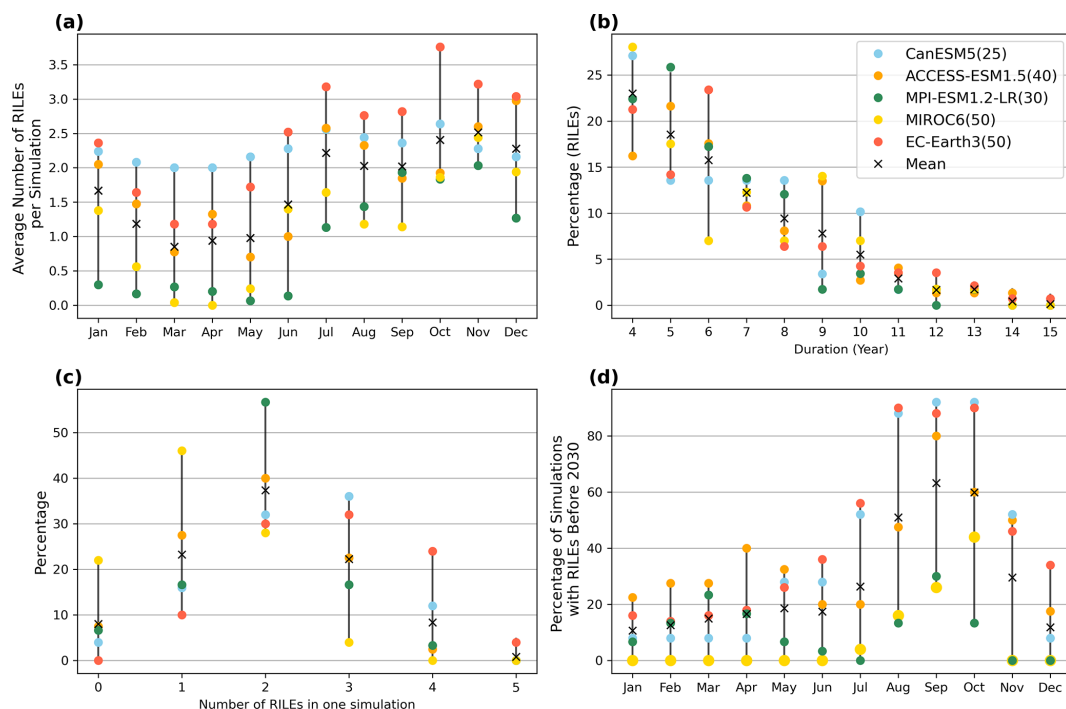 (a)
Average Number of RILEs
per Simulation
3.5
3.0
2.5
2.0
1.5
1.0
0.5
0.0
Jan Feb Mar Apr May Jun Jul Aug Sep Oct Nov Dec
(b)
Percentage (RILEs)
25
20
15
10
5
0
CanESM5(25)
ACCESS-ESM1.5(40)
MPI-ESM1.2-LR(30)
MIROC6(50)
EC-Earth3(50)
Mean
4 5 6 7 8 9 10 11 12 13 14 15
Duration (Year)
(c)
Percentage
50
40
30
20
10
0
0 1 2 3 4 5
Number of RILEs in one simulation
(d)
Percentage of Simulations
with RILEs Before 2030
80
60
40
20
0
Jan Feb Mar Apr May Jun Jul Aug Sep Oct Nov Dec